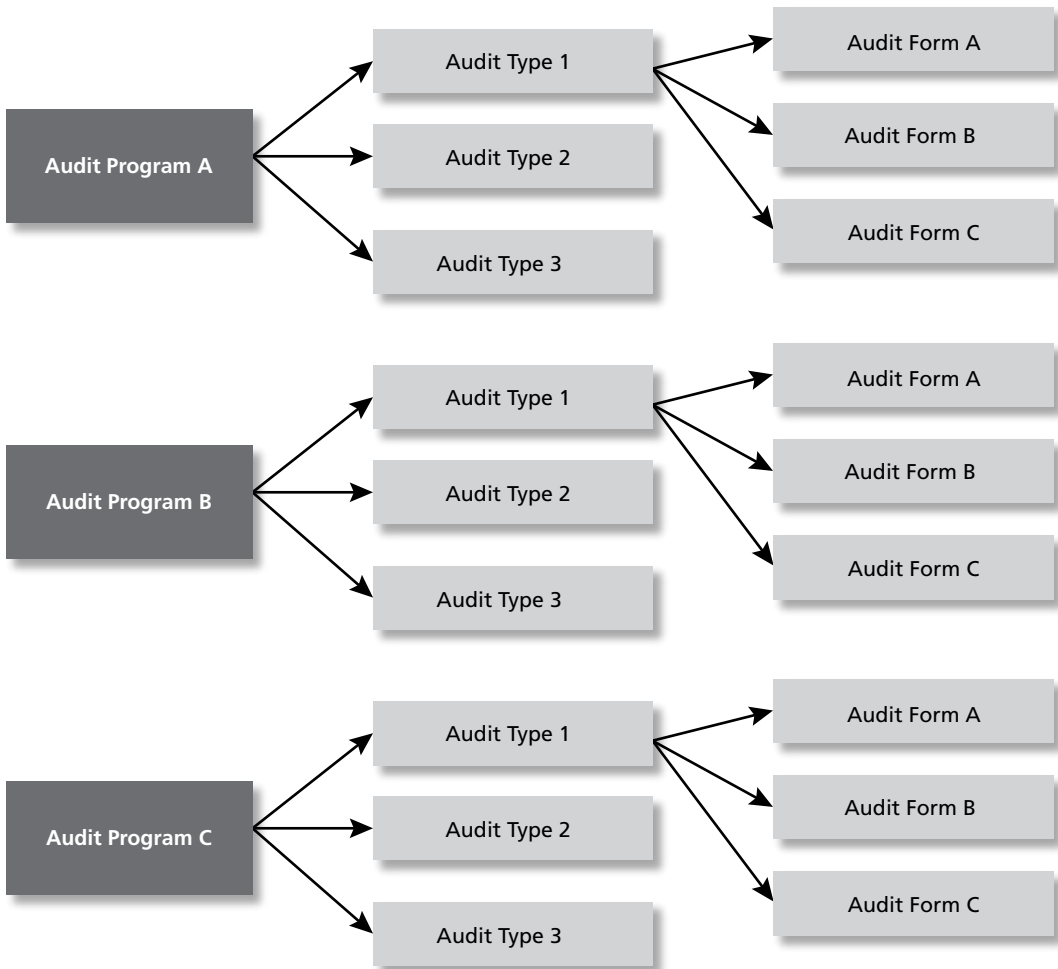 Audit Program A
Audit Type 1
Audit Type 2
Audit Type 3
Audit Form A
Audit Form B
Audit Form C
Audit Program B
Audit Type 1
Audit Type 2
Audit Type 3
Audit Form A
Audit Form B
Audit Form C
Audit Program C
Audit Type 1
Audit Type 2
Audit Type 3
Audit Form A
Audit Form B
Audit Form C